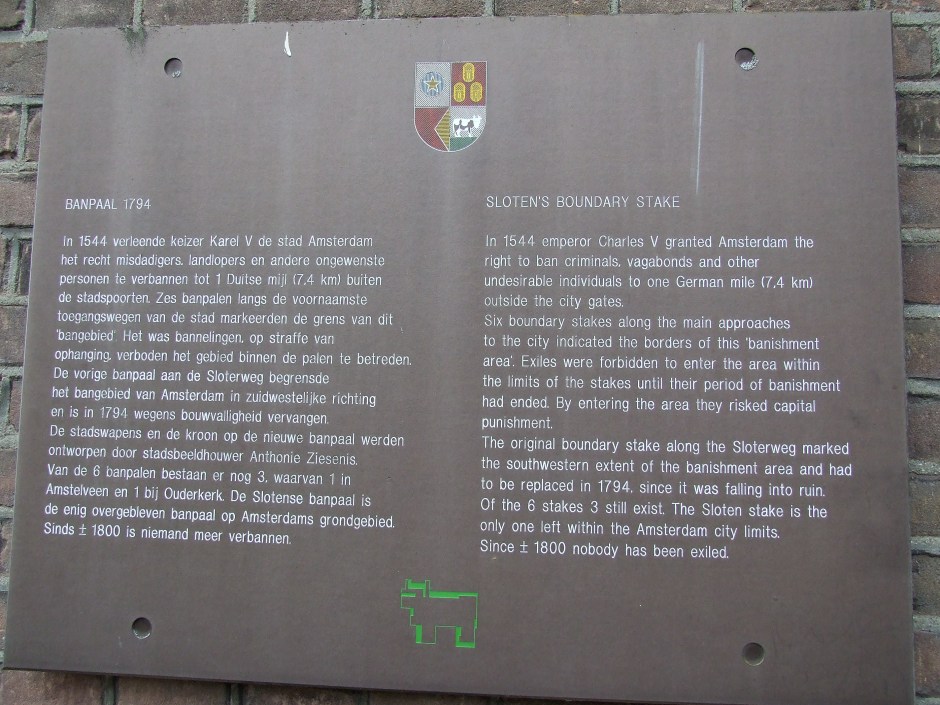 BANPAAL 1794
In 1544 verleende keizer Karel V de stad Amsterdam
het recht misdadigers, landlopers en andere ongewenste
personen te verbannen tot 1 Duitse mijl (7,4 km) buiten
de stadspoorten. Zes banpalen langs de voornaamste
toegangswegen van de stad markeerden de grens van dit
'bangebied'. Het was bannelingen, op straffe van
ophanging, verboden het gebied binnen de palen te betreden.
De vorige banpaal aan de Sloterweg begrensde
het bangebied van Amsterdam in zuidwestelijke richting
en is in 1794 wegens bouwvalligheid vervangen.
De stadswapens en de kroon op de nieuwe banpaal werden
ontworpen door stadsbeeldhouwer Anthonie Ziesenis.
Van de 6 banpalen bestaan er nog 3, waarvan 1 in
Amstelveen en 1 bij Ouderkerk. De Slotense banpaal is
de enig overgebleven banpaal op Amsterdams grondgebied.
Sinds ± 1800 is niemand meer verbannen.
SLOTEN'S BOUNDARY STAKE
In 1544 emperor Charles V granted Amsterdam the
right to ban criminals, vagabonds and other
undesirable individuals to one German mile (7,4 km)
outside the city gates.
Six boundary stakes along the main approaches
to the city indicated the borders of this 'banishment
area'. Exiles were forbidden to enter the area within
the limits of the stakes until their period of banishment
had ended. By entering the area they risked capital
punishment.
The original boundary stake along the Sloterweg marked
the southwestern extent of the banishment area and had
to be replaced in 1794, since it was falling into ruin.
Of the 6 stakes 3 still exist. The Sloten stake is the
only one left within the Amsterdam city limits.
Since ± 1800 nobody has been exiled.